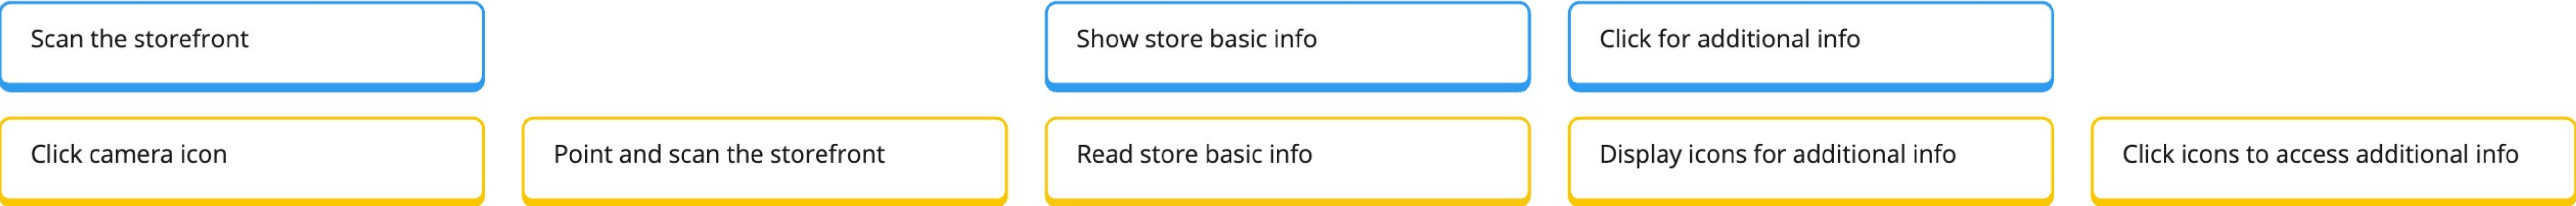 Scan the storefront
Show store basic info
Click for additional info
Click camera icon
Point and scan the storefront
Read store basic info
Display icons for additional info
Click icons to access additional info